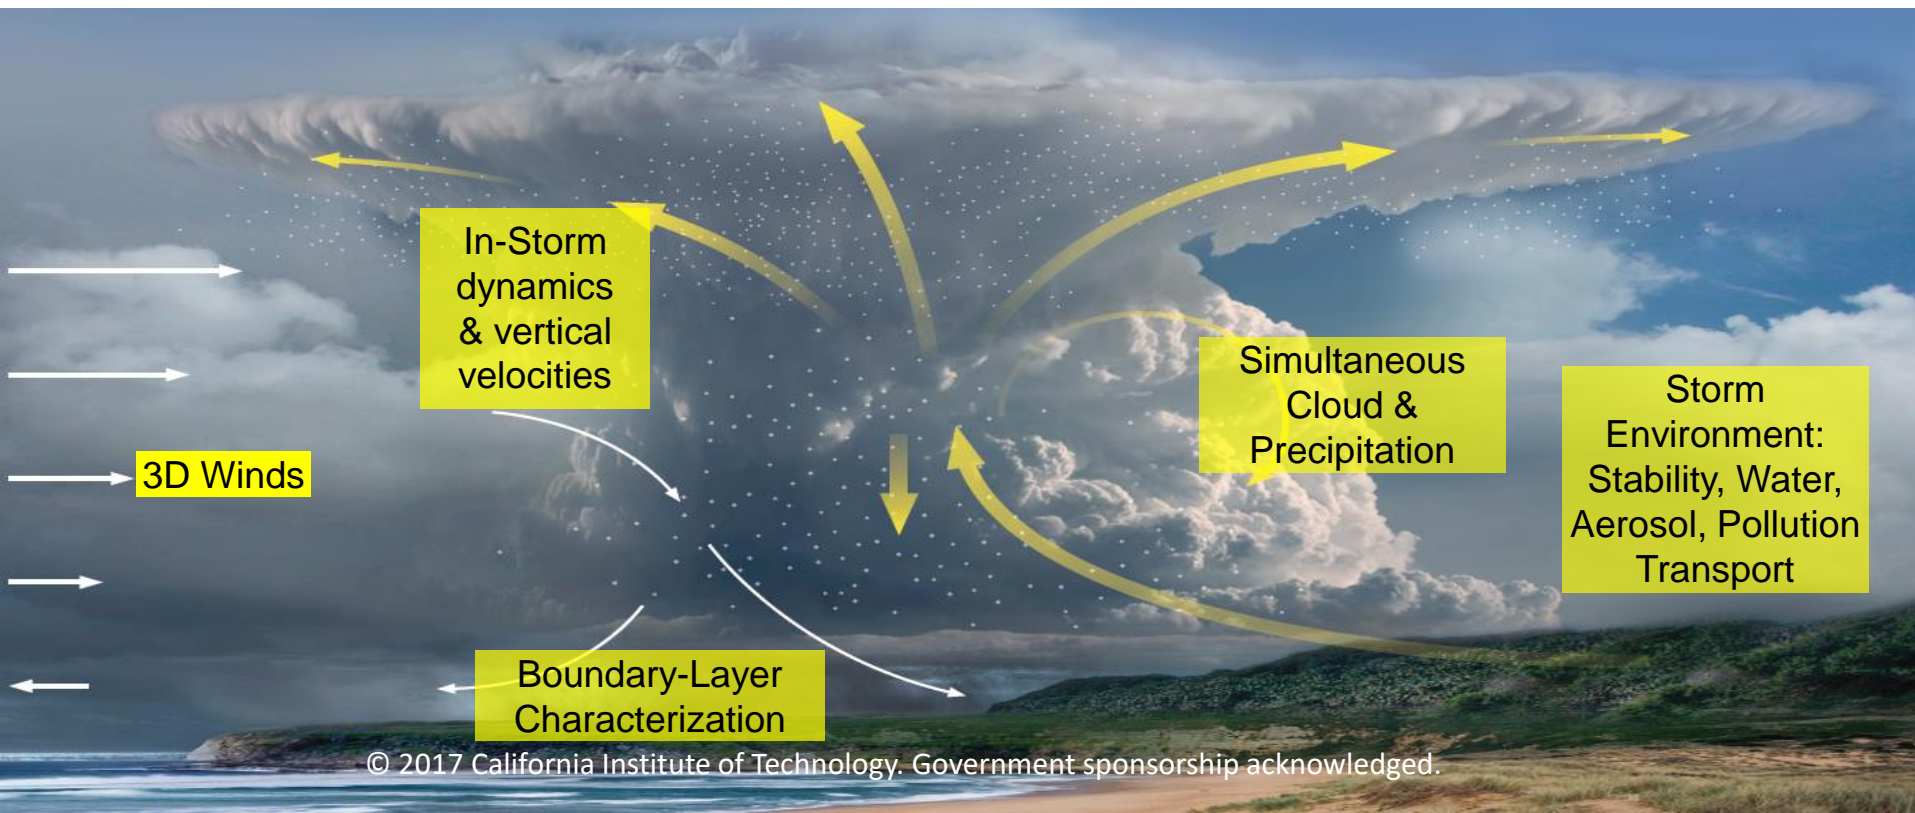 In-Storm
dynamics
& vertical
velocities
Simultaneous
Cloud &
Precipitation
Storm
Environment:
Stability, Water,
Aerosol, Pollution
Transport
3D Winds
Boundary-Layer
Characterization
© 2017 California Institute of Technology. Government sponsorship acknowledged.